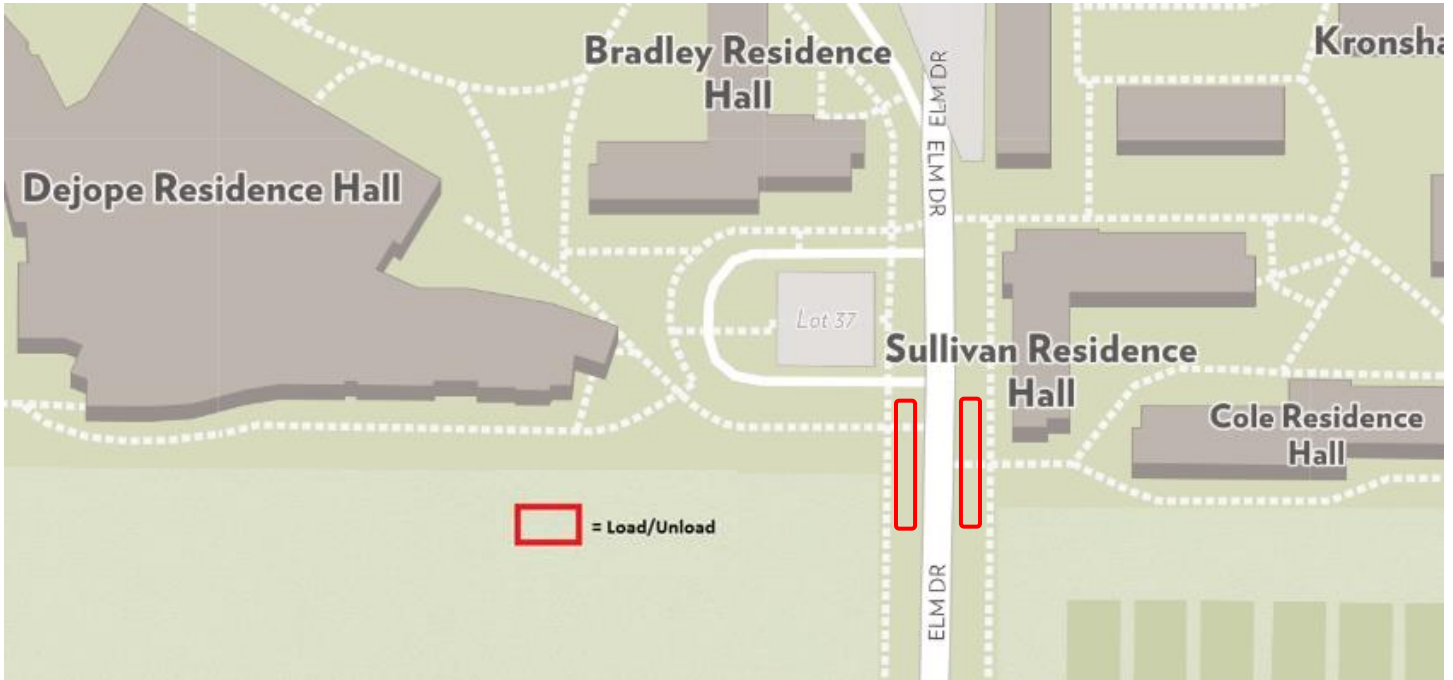 Bradley Residence
Hall
Kronsha
ELM DR
ELM DR
Dejope Residence Hall
Lot 37
Sullivan Residence
Hall
Cole Residence
Hall
= Load/Unload
ELM DR